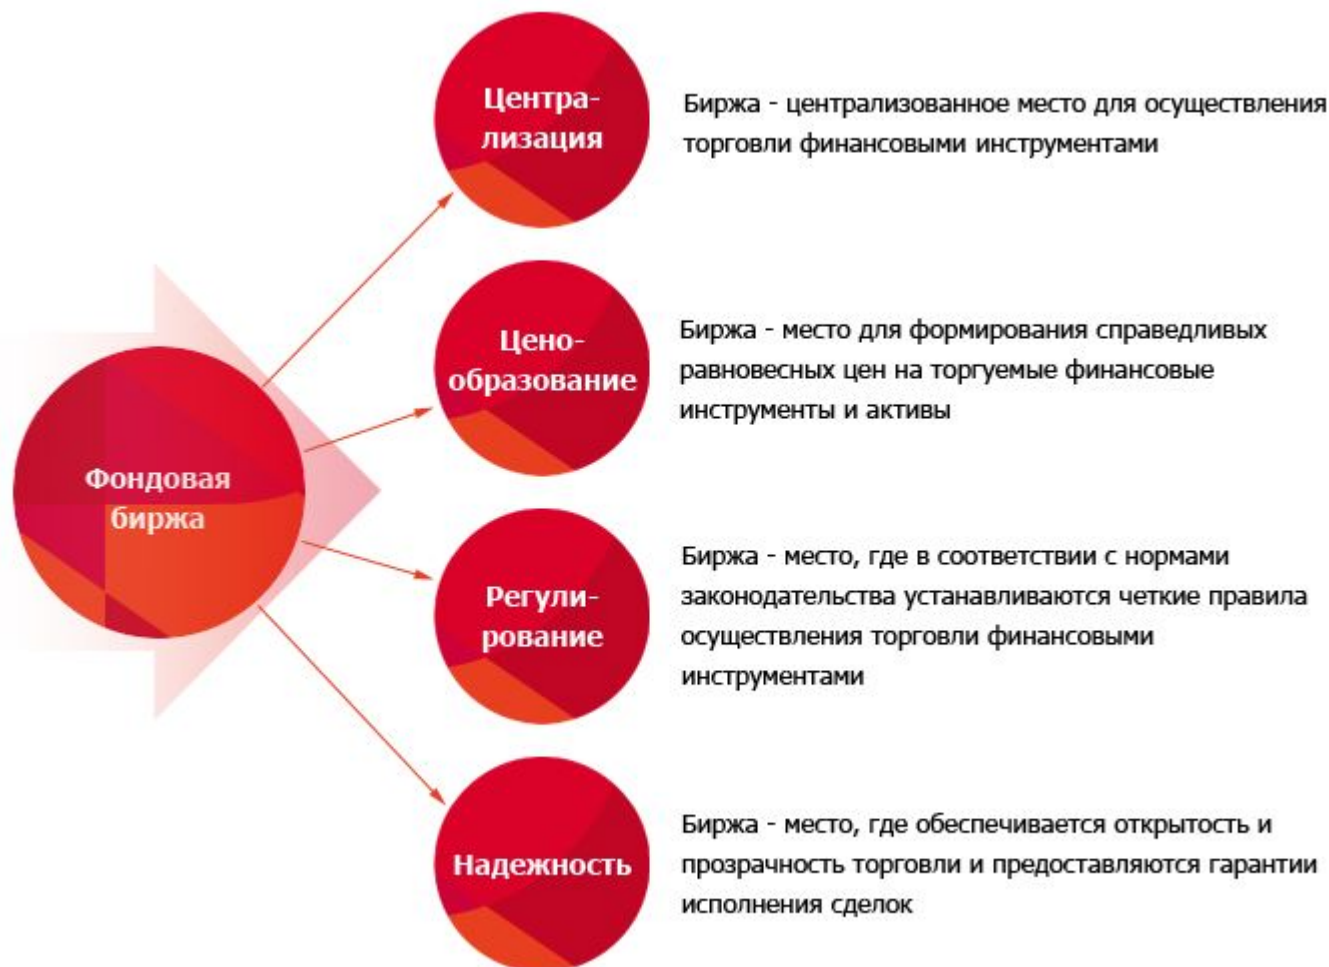 Фондовая
биржа
Центра-
лизация
Биржа - централизованное место для осуществления
торговли финансовыми инструментами
Цено-
образование
Биржа - место для формирования справедливых
равновесных цен на торгуемые финансовые
инструменты и активы
Регули-
рование
Биржа - место, где в соответствии с нормами
законодательства устанавливаются четкие правила
осуществления торговли финансовыми
инструментами
Надежность
Биржа - место, где обеспечивается открытость и
прозрачность торговли и предоставляются гарантии
исполнения сделок